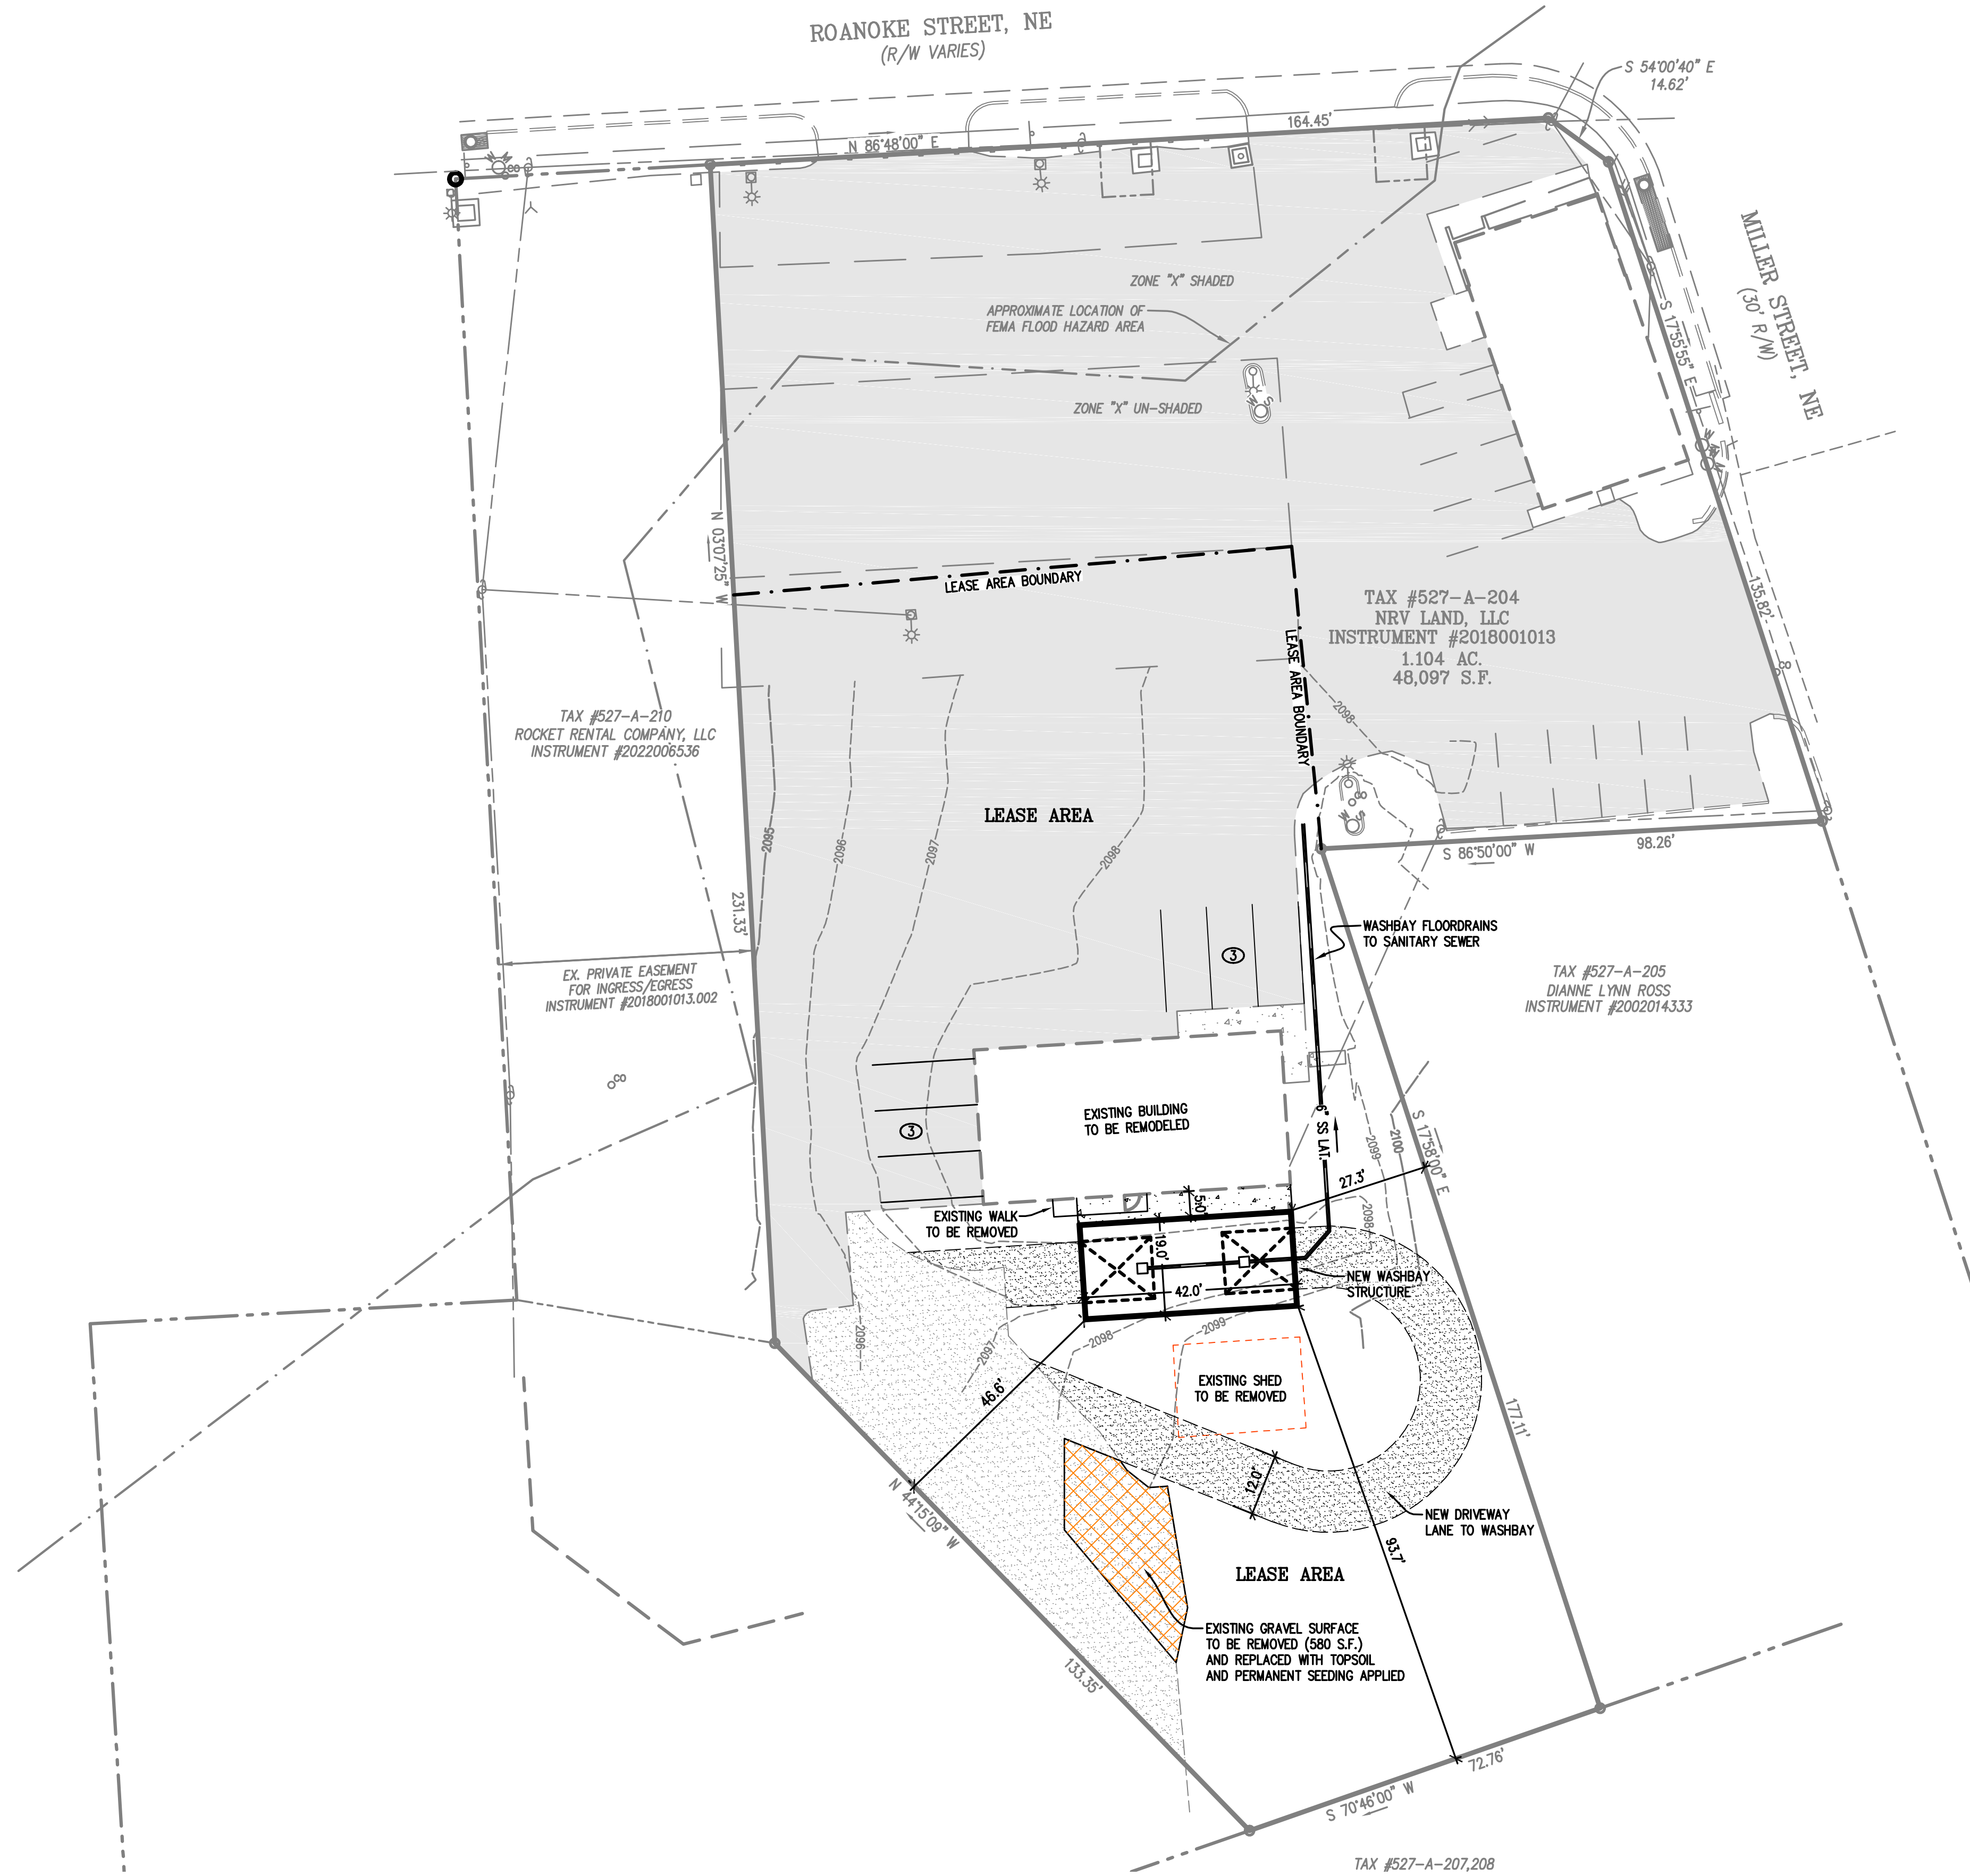 ROANOKE STREET, NE
(R/W VARIES)
S 54°00'40" E
14.62'
164.45'
N 86°48'00" E
MILLER STREET, NE
(30' R/W)
S 17°55'55" E
135.82'
ZONE "X" SHADED
APPROXIMATE LOCATION OF
FEMA FLOOD HAZARD AREA
ZONE "X" UN-SHADED
W
S
N 03°07'25" W
LEASE AREA BOUNDARY
LEASE AREA BOUNDARY
TAX #527-A-204
NRV LAND, LLC
INSTRUMENT #2018001013
1.104 AC.
48,097 S.F.
2098
TAX #527-A-210
ROCKET RENTAL COMPANY, LLC
INSTRUMENT #2022006536
LEASE AREA
2095
2096
2097
2098
W
S
S 86°50'00" W
98.26'
231.33'
WASHBAY FLOORDRAINS
TO SANITARY SEWER
3
EX. PRIVATE EASEMENT
FOR INGRESS/EGRESS
INSTRUMENT #2018001013.002
TAX #527-A-205
DIANNE LYNN ROSS
INSTRUMENT #2002014333
EXISTING BUILDING
TO BE REMODELED
3
6" SS LAT.
2099
2100
S 17°58'00" E
27.3'
5.0'
EXISTING WALK
TO BE REMOVED
2098
19.0'
42.0'
NEW WASHBAY
STRUCTURE
2096
2097
2098
2099
EXISTING SHED
TO BE REMOVED
46.6'
177.11'
12.0'
N 44°15'09" W
NEW DRIVEWAY
LANE TO WASHBAY
93.7'
LEASE AREA
EXISTING GRAVEL SURFACE
TO BE REMOVED (580 S.F.)
AND REPLACED WITH TOPSOIL
AND PERMANENT SEEDING APPLIED
133.35'
72.76'
S 70°46'00" W
TAX #527-A-207,208